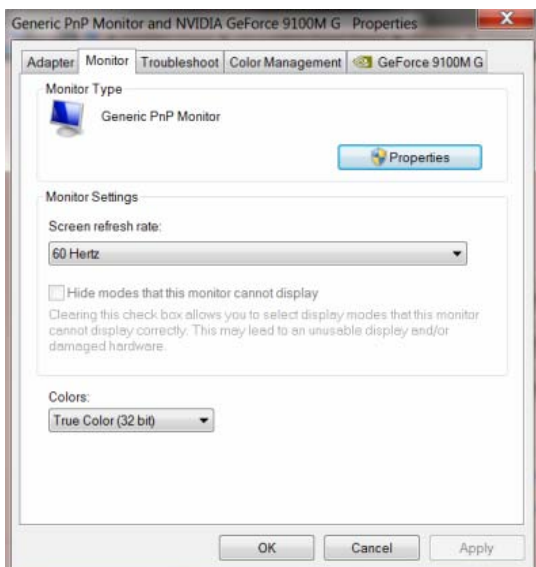 Generic PnP Monitor and NVIDIA GeForce 9100M G Properties
Adapter Monitor Troubleshoot Color Management GeForce 9100M G
Monitor Type
Generic PnP Monitor
Properties
Monitor Settings
Screen refresh rate:
60 Hertz
Hide modes that this monitor cannot display
Clearing this check box allows you to select display modes that this monitor
cannot display correctly. This may lead to an unusable display and/or
damaged hardware.
Colors:
True Color (32 bit)
OK Cancel Apply